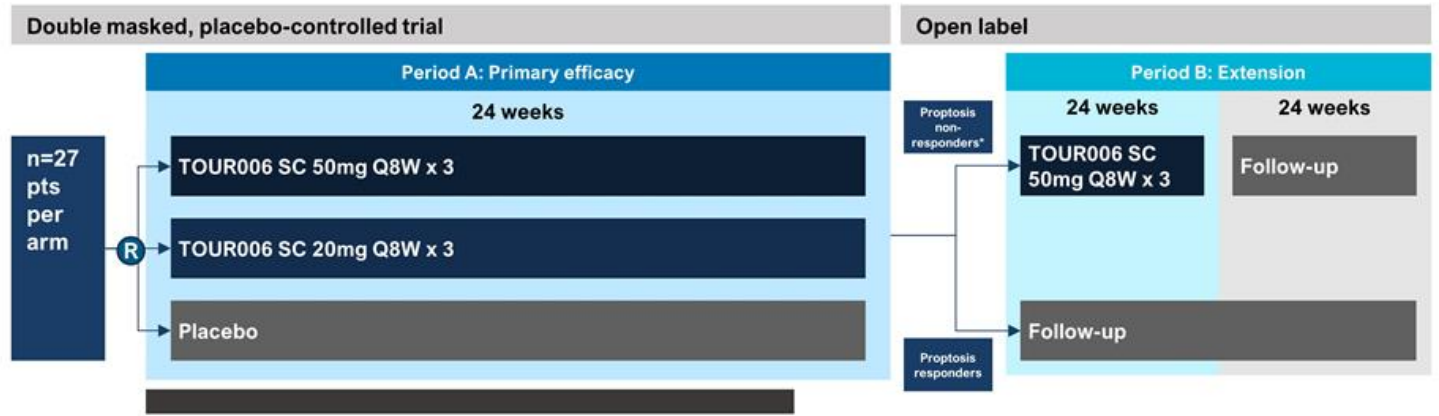 Double masked, placebo-controlled trial
Open label
Period A: Primary efficacy
24 weeks
n=27
pts
per
arm
R
TOUR006 SC 50mg Q8W x 3
TOUR006 SC 20mg Q8W x 3
Placebo
Proptosis
non-
responders*
Proptosis
responders
Period B: Extension
24 weeks
24 weeks
TOUR006 SC
50mg Q8W x 3
Follow-up
Follow-up